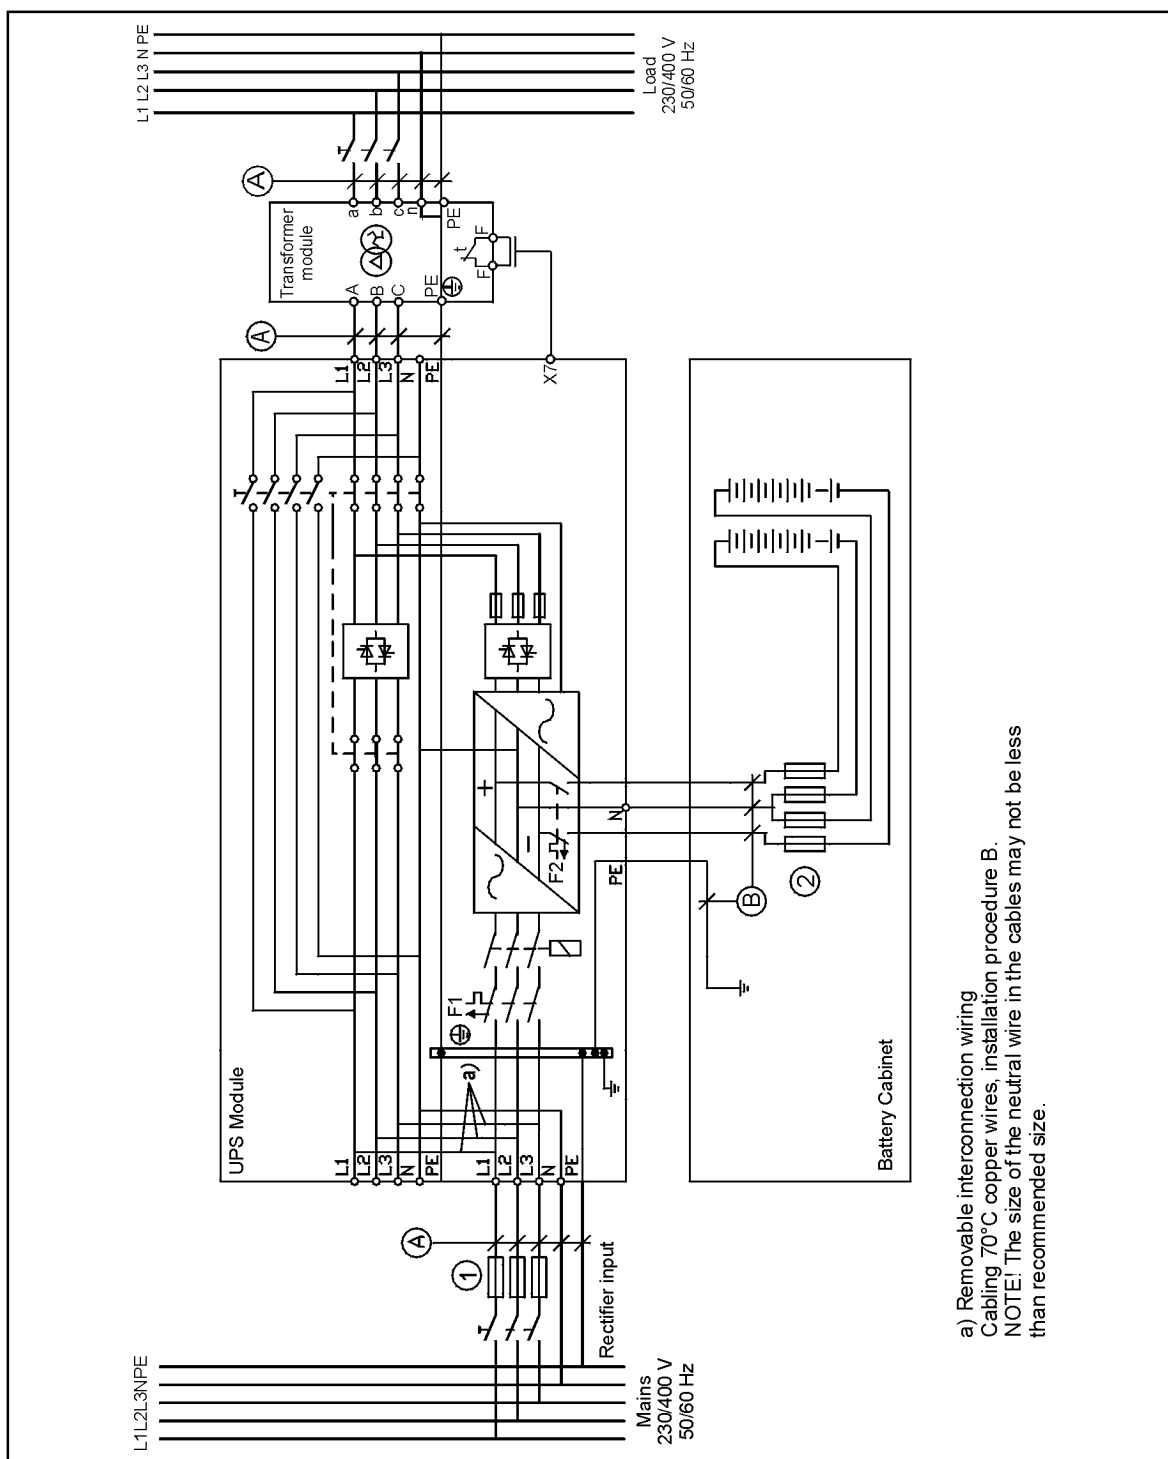 L1 L2 L3 N PE
Load
230/400 V
50/60 Hz
A
Transformer
module
a
b
c
n
PE
A
B
C
PE
t
F
F
A
UPS Module
L1
L2
L3
N
PE
X7
F1
F2
+
–
N
PE
a)
L1
L2
L3
N
PE
L1
L2
L3
N
PE
A
1
Rectifier input
L1L2L3NPE
Mains
230/400 V
50/60 Hz
B
2
Battery Cabinet
a) Removable interconnection wiring
Cabling 70°C copper wires, installation procedure B.
NOTE! The size of the neutral wire in the cables may not be less
than recommended size.